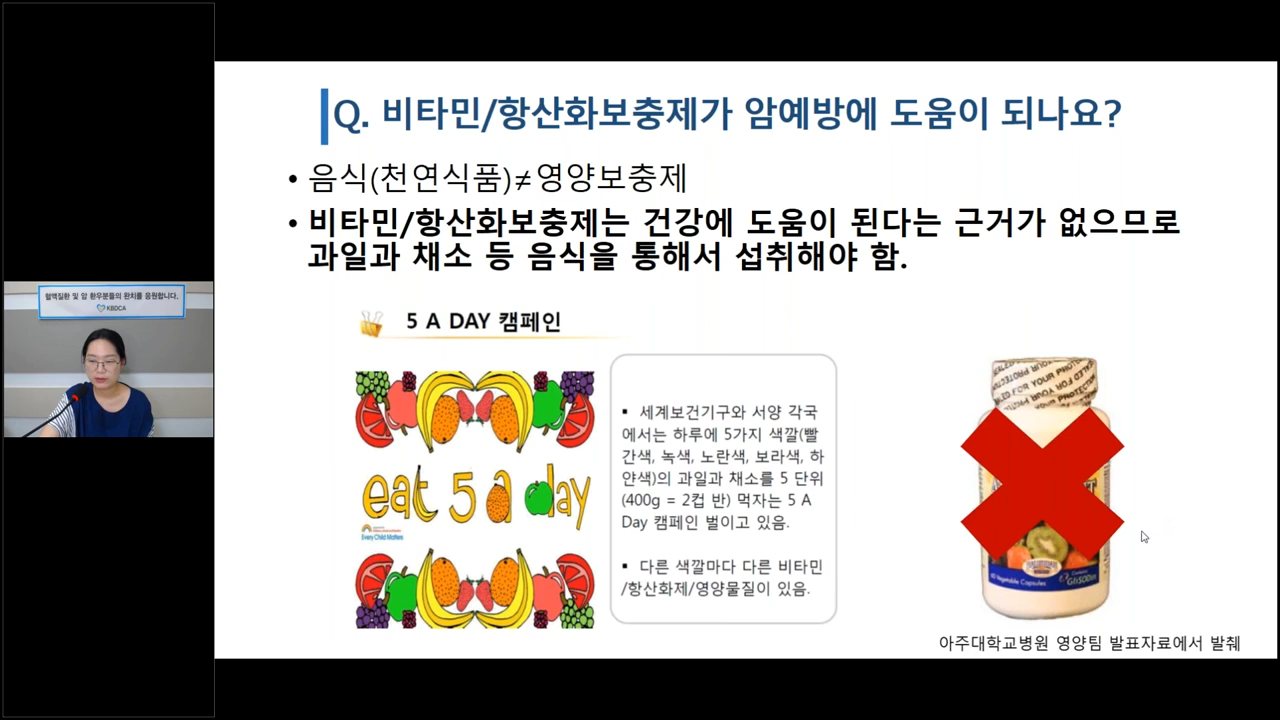 Q. 비타민/항산화보충제가 암예방에 도움이 되나요?
• 음식(천연식품)≠영양보충제
• 비타민/항산화보충제는 건강에 도움이 된다는 근거가 없으므로
과일과 채소 등 음식을 통해서 섭취해야 함.
혈액질환 및 암 환우분들의 완치를 응원합니다.
KBDCA
5 A DAY 캠페인
eat 5 a day
Every Child Matters
▪ 세계보건기구와 서양 각국
에서는 하루에 5가지 색깔(빨
간색, 녹색, 노란색, 보라색, 하
얀색)의 과일과 채소를 5 단위
(400g = 2컵 반) 먹자는 5 A
Day 캠페인 벌이고 있음.
▪ 다른 색깔마다 다른 비타민
/항산화제/영양물질이 있음.
FOR YOUR PROTECT
Vegetable Capsules
아주대학교병원 영양팀 발표자료에서 발췌